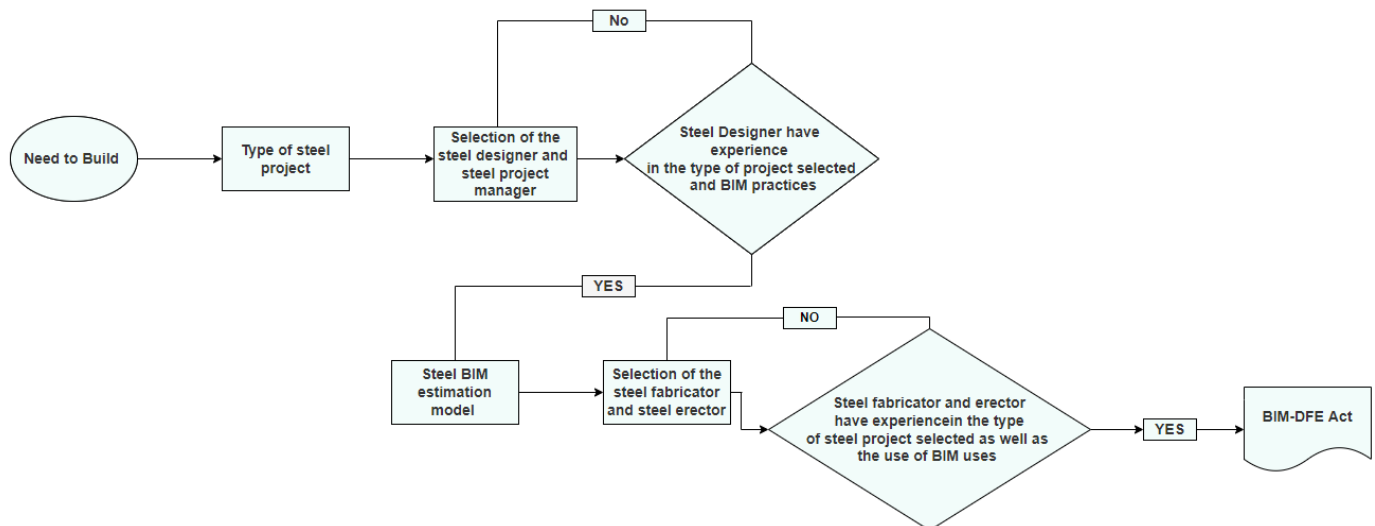 No
Need to Build
Type of steel
project
Selection of the
steel designer and
steel project
manager
Steel Designer have
experience
in the type of project selected
and BIM practices
YES
Steel BIM
estimation
model
Selection of the
steel fabricator
and steel erector
NO
Steel fabricator and erector
have experiencein the type
of steel project selected as well as
the use of BIM uses
YES
BIM-DFE Act